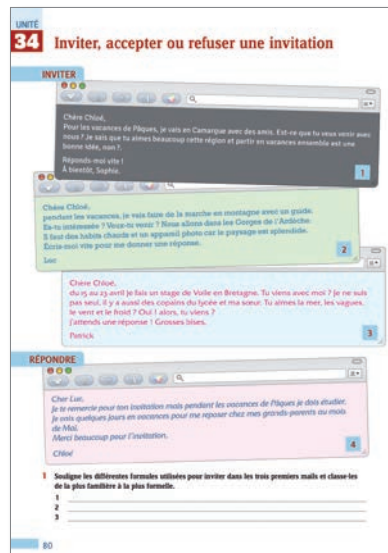 UNITÉ
34 Inviter, accepter ou refuser une invitation
INVITER
Chère Chloé,
Pour les vacances de Pâques, je vais en Camargue avec des amis. Est-ce que tu veux venir avec
nous ? Je sais que tu aimes beaucoup cette région et partir en vacances ensemble est une
bonne idée, non ?
Réponds-moi vite !
À bientôt, Sophie.
1
Chère Chloé,
pendant les vacances, je vais faire de la marche en montagne avec un guide.
Es-tu intéressée ? Veux-tu venir ? Nous allons dans les Gorges de l'Ardèche.
Il faut des habits chauds et un appareil photo car le paysage est splendide.
Écris-moi vite pour me donner une réponse.
Luc
2
Chère Chloé,
du 15 au 23 avril je fais un stage de Voile en Bretagne. Tu viens avec moi ? Je ne suis
pas seul, il y a aussi des copains du lycée et ma sœur. Tu aimes la mer, les vagues,
le vent et le froid ? Oui ! alors, tu viens ?
J'attends une réponse ! Grosses bises.
Patrick
3
RÉPONDRE
Cher Luc,
Je te remercie pour ton invitation mais pendant les vacances de Pâques je dois étudier.
Je vais quelques jours en vacances pour me reposer chez mes grands-parents au mois
de Mai.
Merci beaucoup pour l'invitation.
Chloé
4
1 Souligne les différentes formules utilisées pour inviter dans les trois premiers mails et classe-les
de la plus familière à la plus formelle.
1
2
3
80